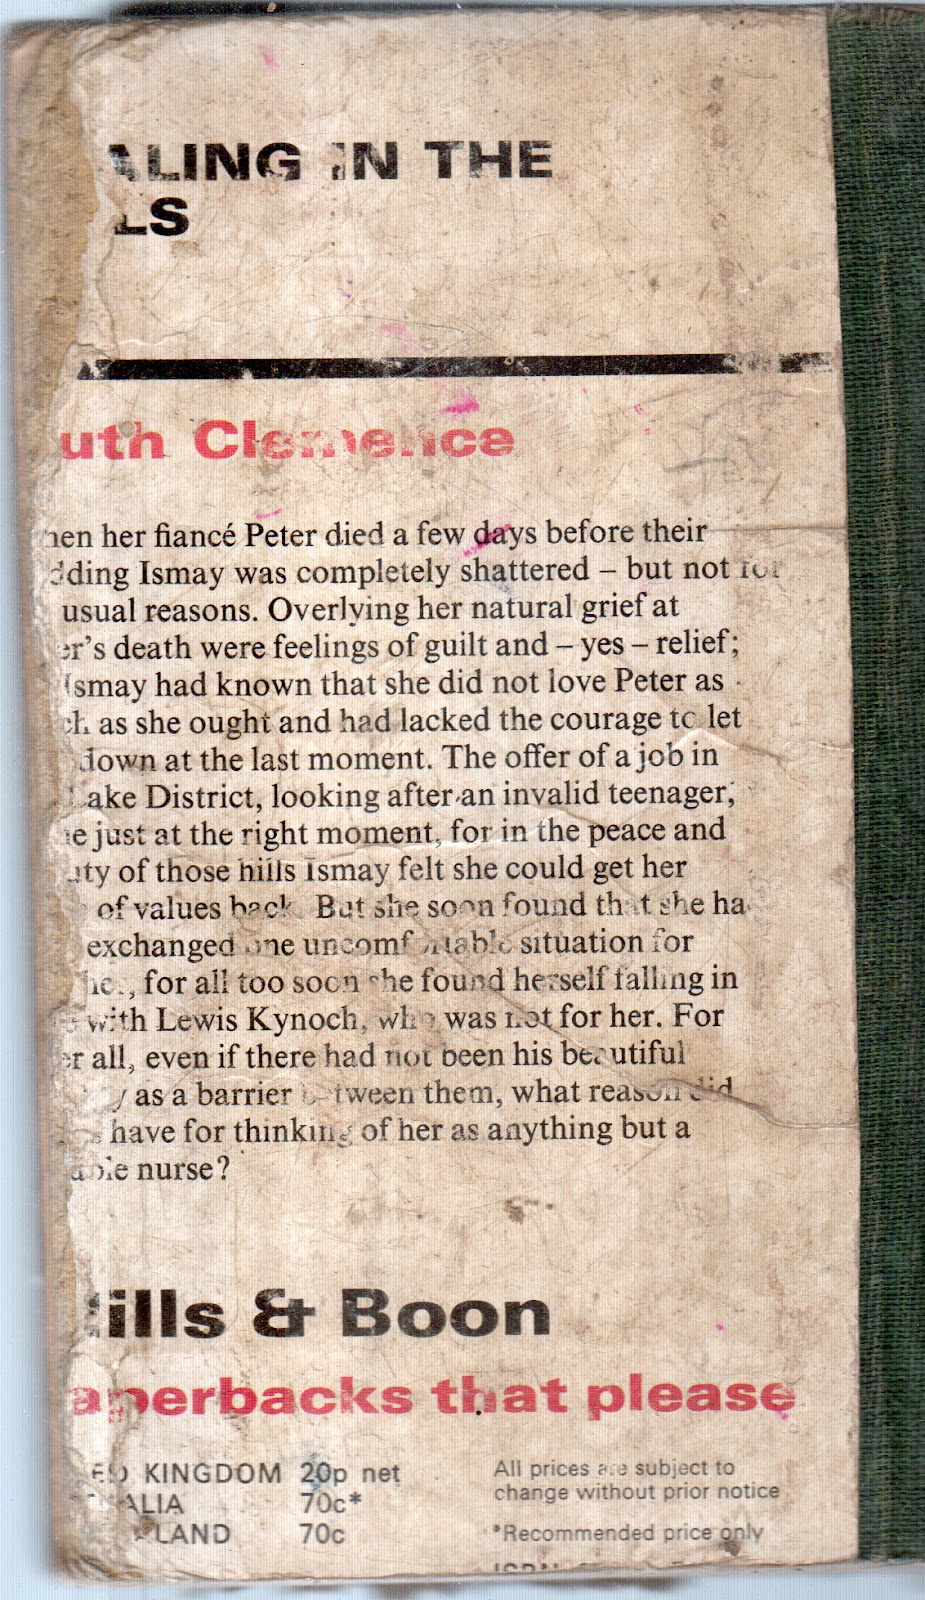 ALING IN THE
LS
uth Clemence
hen her fiancé Peter died a few days before their
dding Ismay was completely shattered – but not for
usual reasons. Overlying her natural grief at
er's death were feelings of guilt and – yes – relief;
Ismay had known that she did not love Peter as
ch as she ought and had lacked the courage to let
down at the last moment. The offer of a job in
Lake District, looking after an invalid teenager,
e just at the right moment, for in the peace and
uty of those hills Ismay felt she could get her
of values back. But she soon found that she ha
exchanged one uncomfortable situation for
her, for all too soon she found herself falling in
with Lewis Kynoch, who was not for her. For
er all, even if there had not been his beautiful
y as a barrier between them, what reason did
have for thinking of her as anything but a
able nurse?
ills & Boon
aperbacks that please
ED KINGDOM 20p net
ALIA 70c*
LAND 70c
All prices are subject to
change without prior notice
*Recommended price only